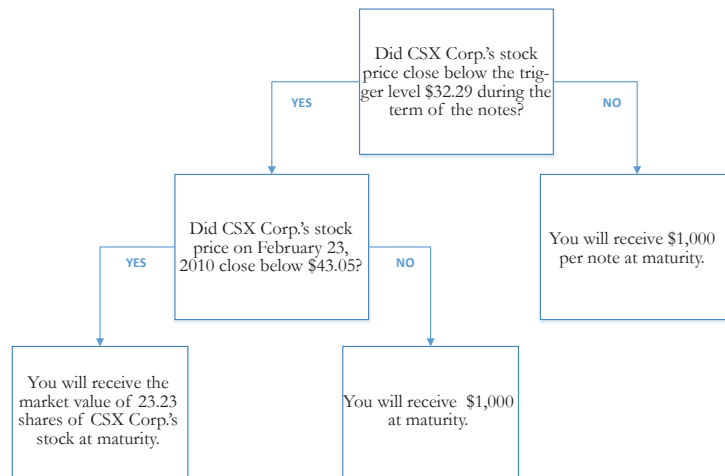 Did CSX Corp.'s stock
price close below the trig-
ger level $32.29 during the
term of the notes?
YES
NO
Did CSX Corp.'s stock
price on February 23,
2010 close below $43.05?
You will receive $1,000
per note at maturity.
YES
NO
You will receive the
market value of 23.23
shares of CSX Corp.'s
stock at maturity.
You will receive $1,000
at maturity.